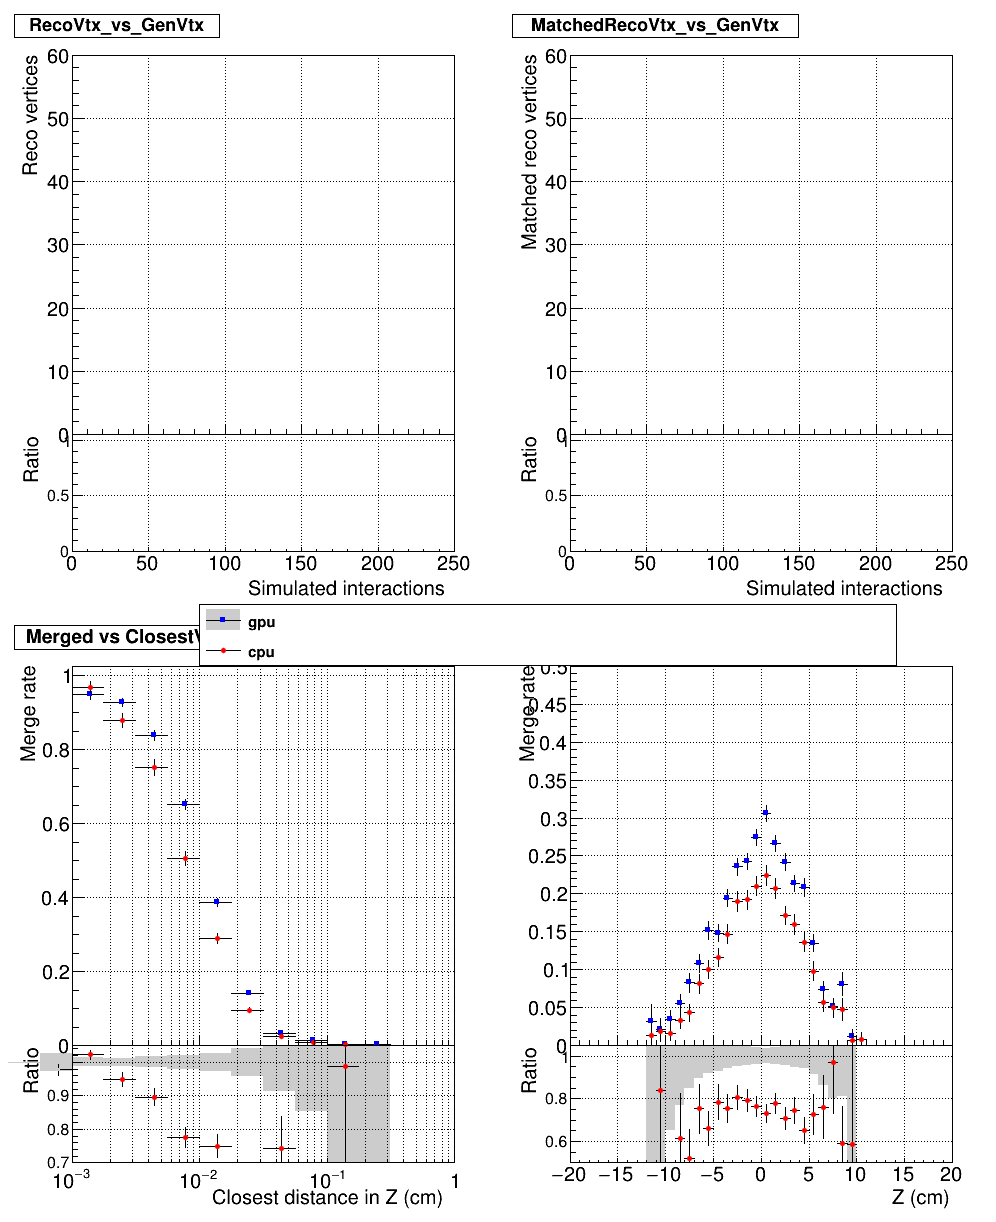 RecoVtx_vs_GenVtx
Reco vertices
60
50
40
30
20
10
0
Ratio
1
0.5
0
0 50 100 150 200 250
Simulated interactions
MatchedRecoVtx_vs_GenVtx
Matched reco vertices
60
50
40
30
20
10
0
Ratio
1
0.5
0
0 50 100 150 200 250
Simulated interactions
gpu
cpu
Merged vs Closest
Merge rate
1
0.8
0.6
0.4
0.2
0
Ratio
1
0.9
0.8
0.7
10−3 10−2 10−1 1
Closest distance in Z (cm)
Merge rate
0.5
0.45
0.4
0.35
0.3
0.25
0.2
0.15
0.1
0.05
0
Ratio
1
0.8
0.6
−20 −15 −10 −5 0 5 10 15 20
Z (cm)